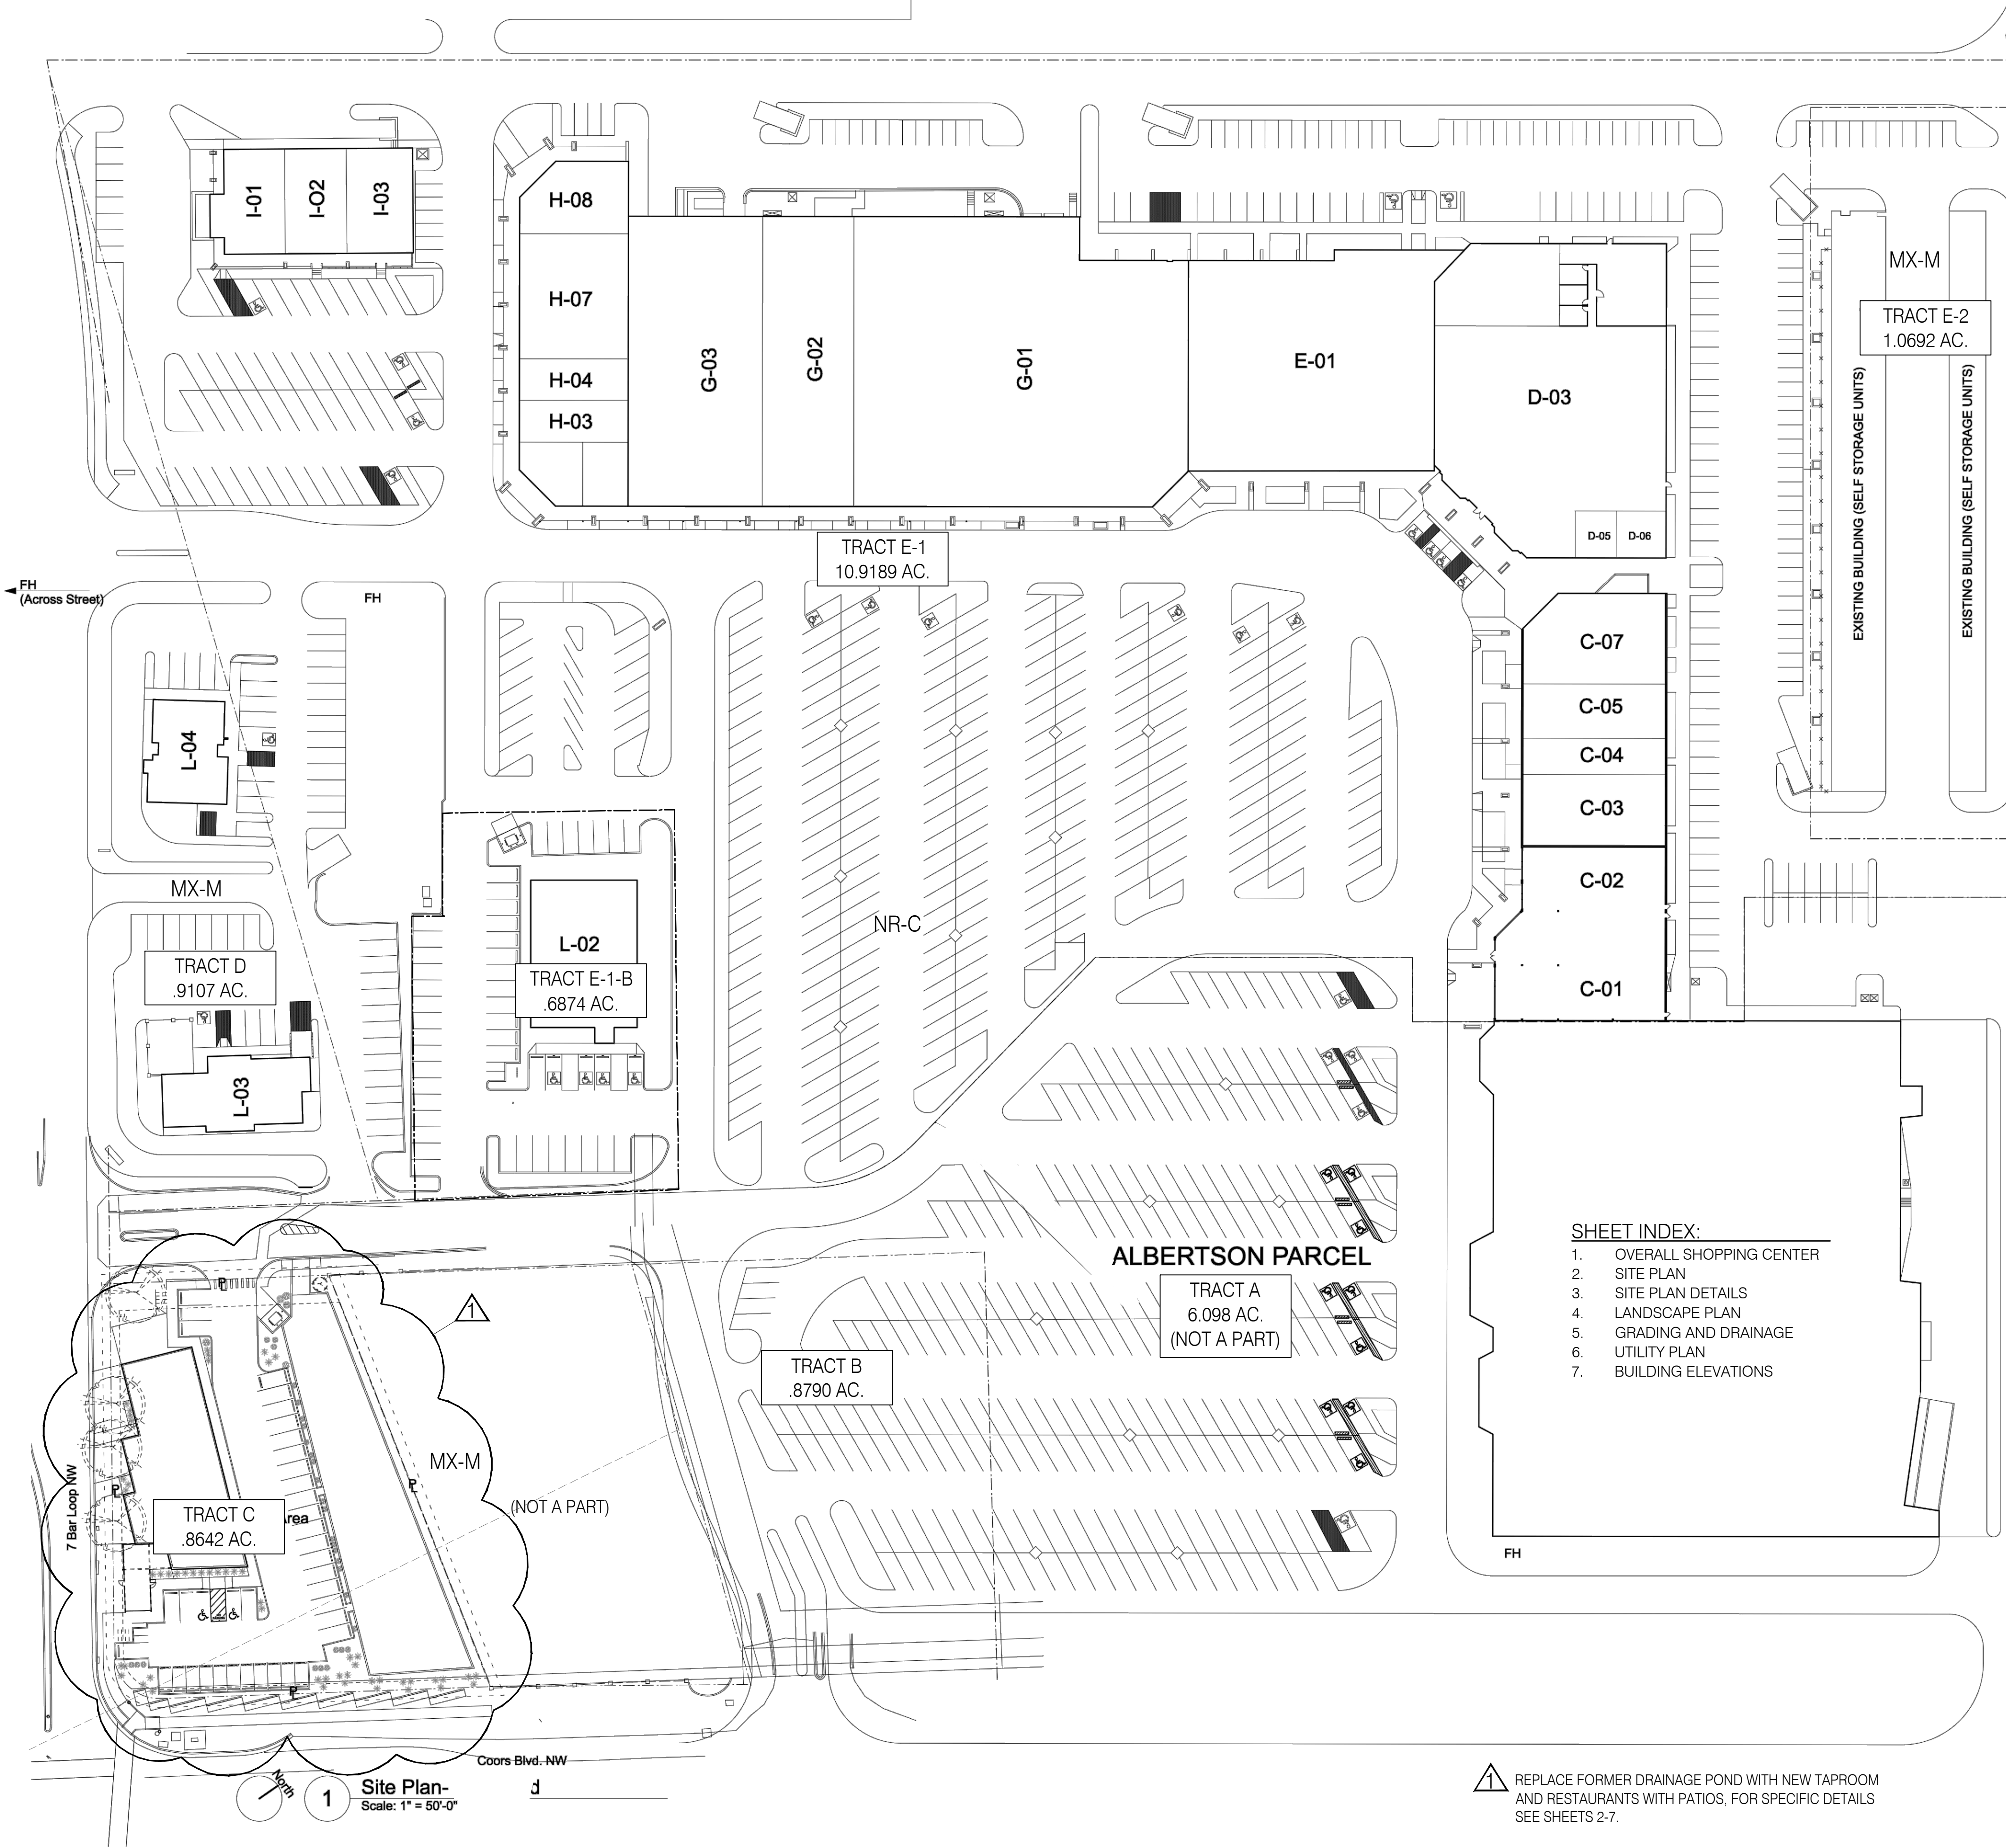 I-01
I-O2
I-03
H-08
H-07
H-04
H-03
G-03
G-02
G-01
E-01
D-03
D-05
D-06
MX-M
TRACT E-2
1.0692 AC.
EXISTING BUILDING (SELF STORAGE UNITS)
EXISTING BUILDING (SELF STORAGE UNITS)
TRACT E-1
10.9189 AC.
FH
(Across Street)
FH
C-07
C-05
C-04
C-03
C-02
C-01
L-04
MX-M
TRACT D
.9107 AC.
L-03
L-02
TRACT E-1-B
.6874 AC.
NR-C
ALBERTSON PARCEL
TRACT A
6.098 AC.
(NOT A PART)
TRACT B
.8790 AC.
SHEET INDEX:
1. OVERALL SHOPPING CENTER
2. SITE PLAN
3. SITE PLAN DETAILS
4. LANDSCAPE PLAN
5. GRADING AND DRAINAGE
6. UTILITY PLAN
7. BUILDING ELEVATIONS
FH
1
PL
MX-M
PL
PL
(NOT A PART)
7 Bar Loop NW
TRACT C
.8642 AC.
rea
PL
Coors Blvd. NW
North
1
Site Plan-
d
Scale: 1" = 50'-0"
1
REPLACE FORMER DRAINAGE POND WITH NEW TAPROOM
AND RESTAURANTS WITH PATIOS, FOR SPECIFIC DETAILS
SEE SHEETS 2-7.